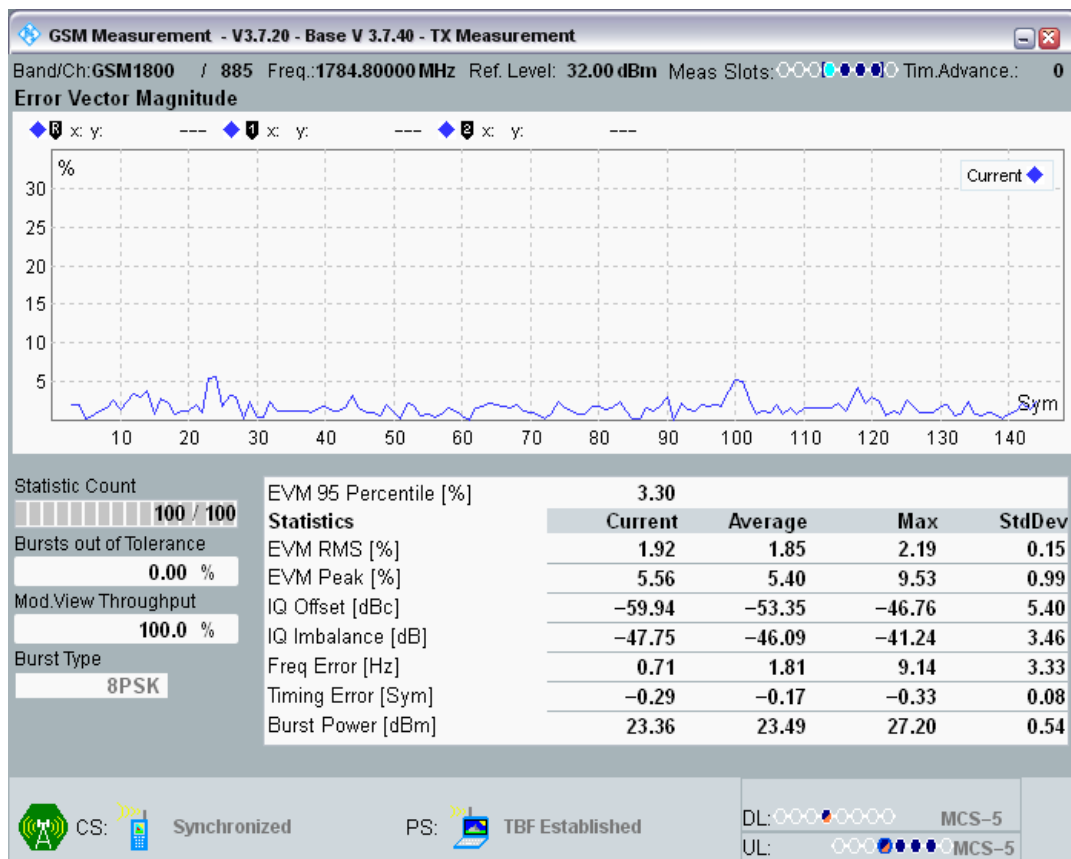 GSM Measurement - V3.7.20 - Base V 3.7.40 - TX Measurement
Band/Ch:GSM1800 / 885 Freq.:1784.80000 MHz Ref. Level: 32.00 dBm Meas Slots: Tim.Advance.: 0
Error Vector Magnitude
R x: y: --- 1 x: y: --- 2 x: y: ---
%
Current
30
25
20
15
10
5
Sym
10 20 30 40 50 60 70 80 90 100 110 120 130 140
Statistic Count
100 / 100
Bursts out of Tolerance
0.00 %
Mod.View Throughput
100.0 %
Burst Type
8PSK
EVM 95 Percentile [%] 3.30
Statistics Current Average Max StdDev
EVM RMS [%] 1.92 1.85 2.19 0.15
EVM Peak [%] 5.56 5.40 9.53 0.99
IQ Offset [dBc] −59.94 −53.35 −46.76 5.40
IQ Imbalance [dB] −47.75 −46.09 −41.24 3.46
Freq Error [Hz] 0.71 1.81 9.14 3.33
Timing Error [Sym] −0.29 −0.17 −0.33 0.08
Burst Power [dBm] 23.36 23.49 27.20 0.54
CS: Synchronized PS: TBF Established
DL: MCS−5
UL: MCS−5